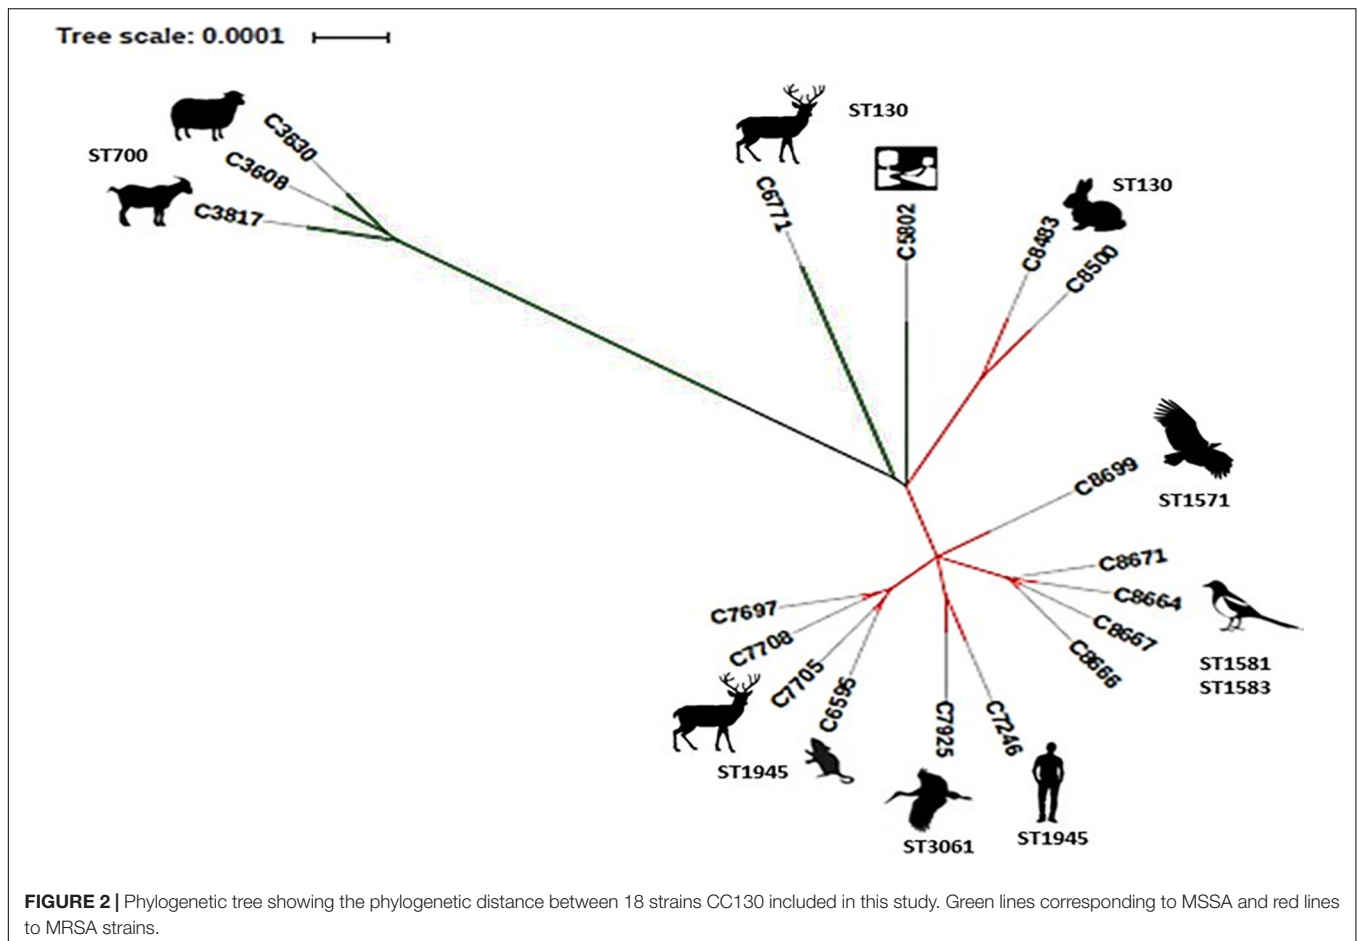 Tree scale: 0.0001
C3630
ST700
C3608
C3817
ST130
C6771
C5802
ST130
C8483
C8500
C8699
ST1571
C8671
C8664
C8667
C8666
ST1581
ST1583
C7697
C7708
C7705
C6595
ST1945
C7925
C7246
ST3061
ST1945
FIGURE 2 | Phylogenetic tree showing the phylogenetic distance between 18 strains CC130 included in this study. Green lines corresponding to MSSA and red lines
to MRSA strains.